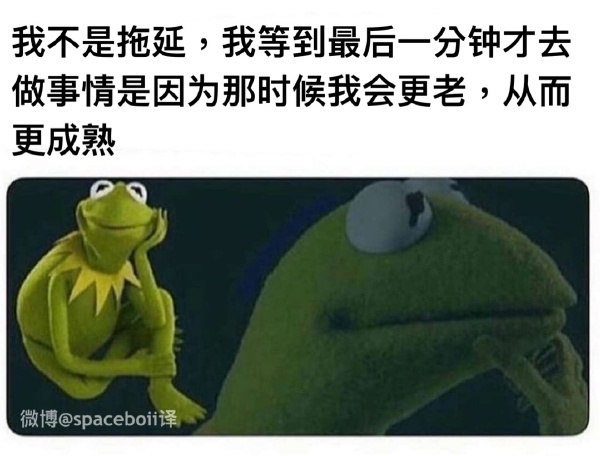 我不是拖延，我等到最后一分钟才去
做事情是因为那时候我会更老，从而
更成熟
微博@spaceboii译